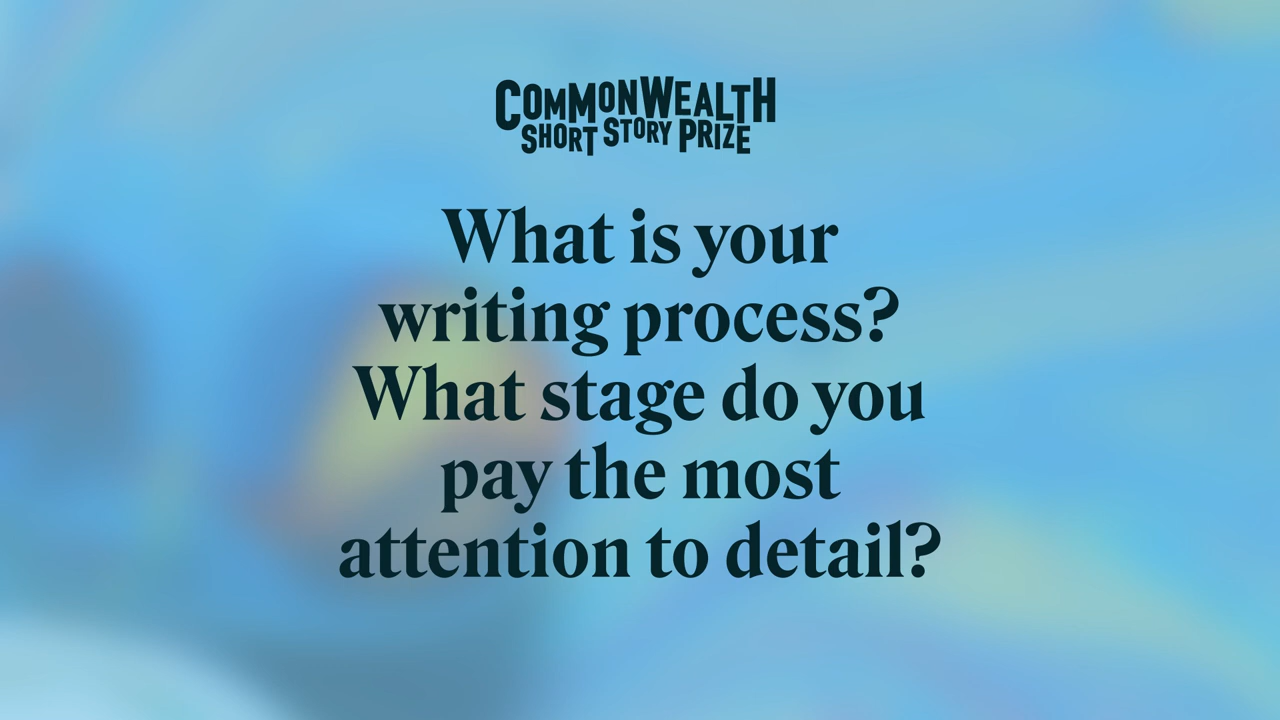 COMMONWEALTH
SHORT STORY PRIZE
What is your
writing process?
What stage do you
pay the most
attention to detail?